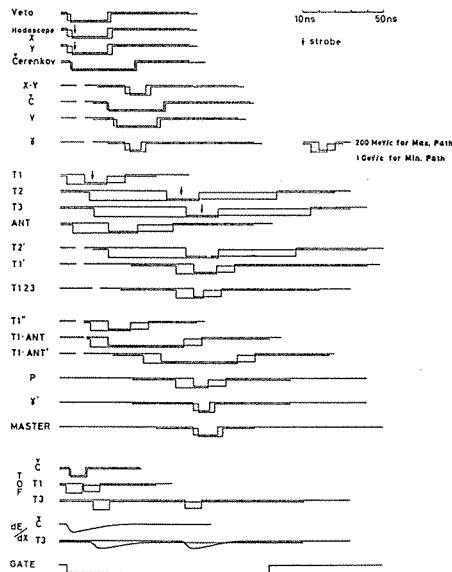 Veto
Hodoscope
X
Y
Čerenkov
10ns 50ns
strobe
X-Y
Č
V
γ
200 MeV/c for Max. Path
1 GeV/c for Min. Path
T1
T2
T3
ANT
T2'
T1'
T123
T1"
T1·ANT
T1·ANT'
P
γ'
MASTER
TOF
Č
T1
T3
dE/dX
Č
T3
GATE